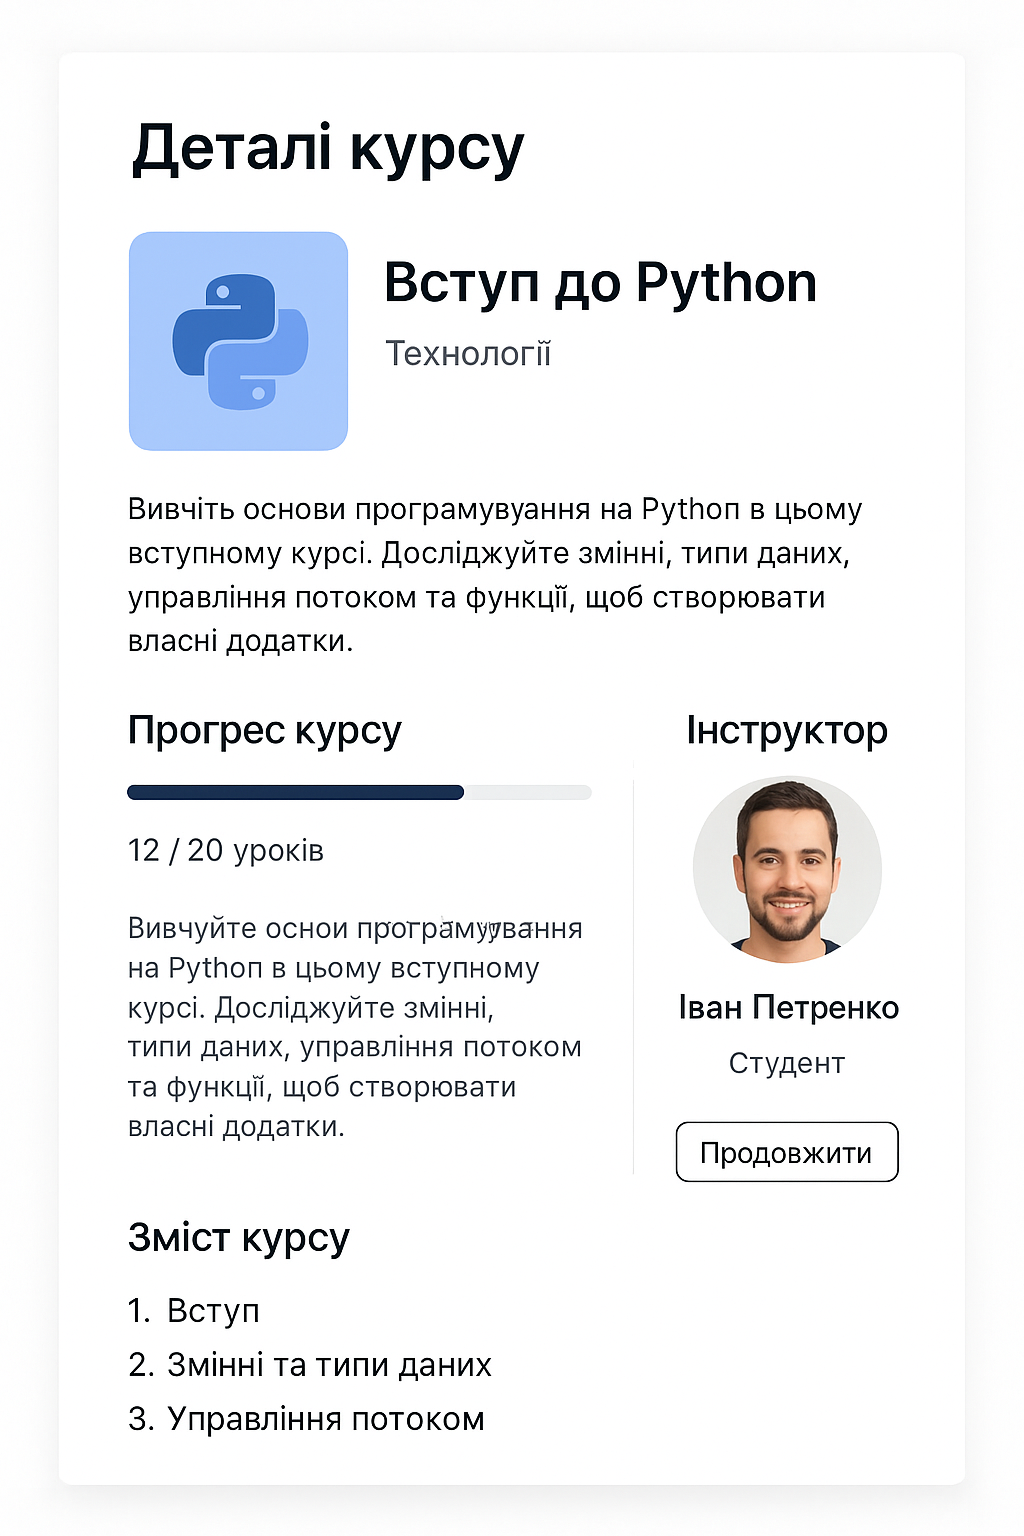 Деталі курсу
Вступ до Python
Технології
Вивчіть основи програмувуання на Python в цьому
вступному курсі. Досліджуйте змінні, типи даних,
управління потоком та функції, щоб створювати
власні додатки.
Прогрес курсу
12 / 20 уроків
Вивчуйте основи програмування
на Python в цьому вступному
курсі. Досліджуйте змінні,
типи даних, управління потоком
та функції, щоб створювати
власні додатки.
Інструктор
Іван Петренко
Студент
Продовжити
Зміст курсу
1. Вступ
2. Змінні та типи даних
3. Управління потоком